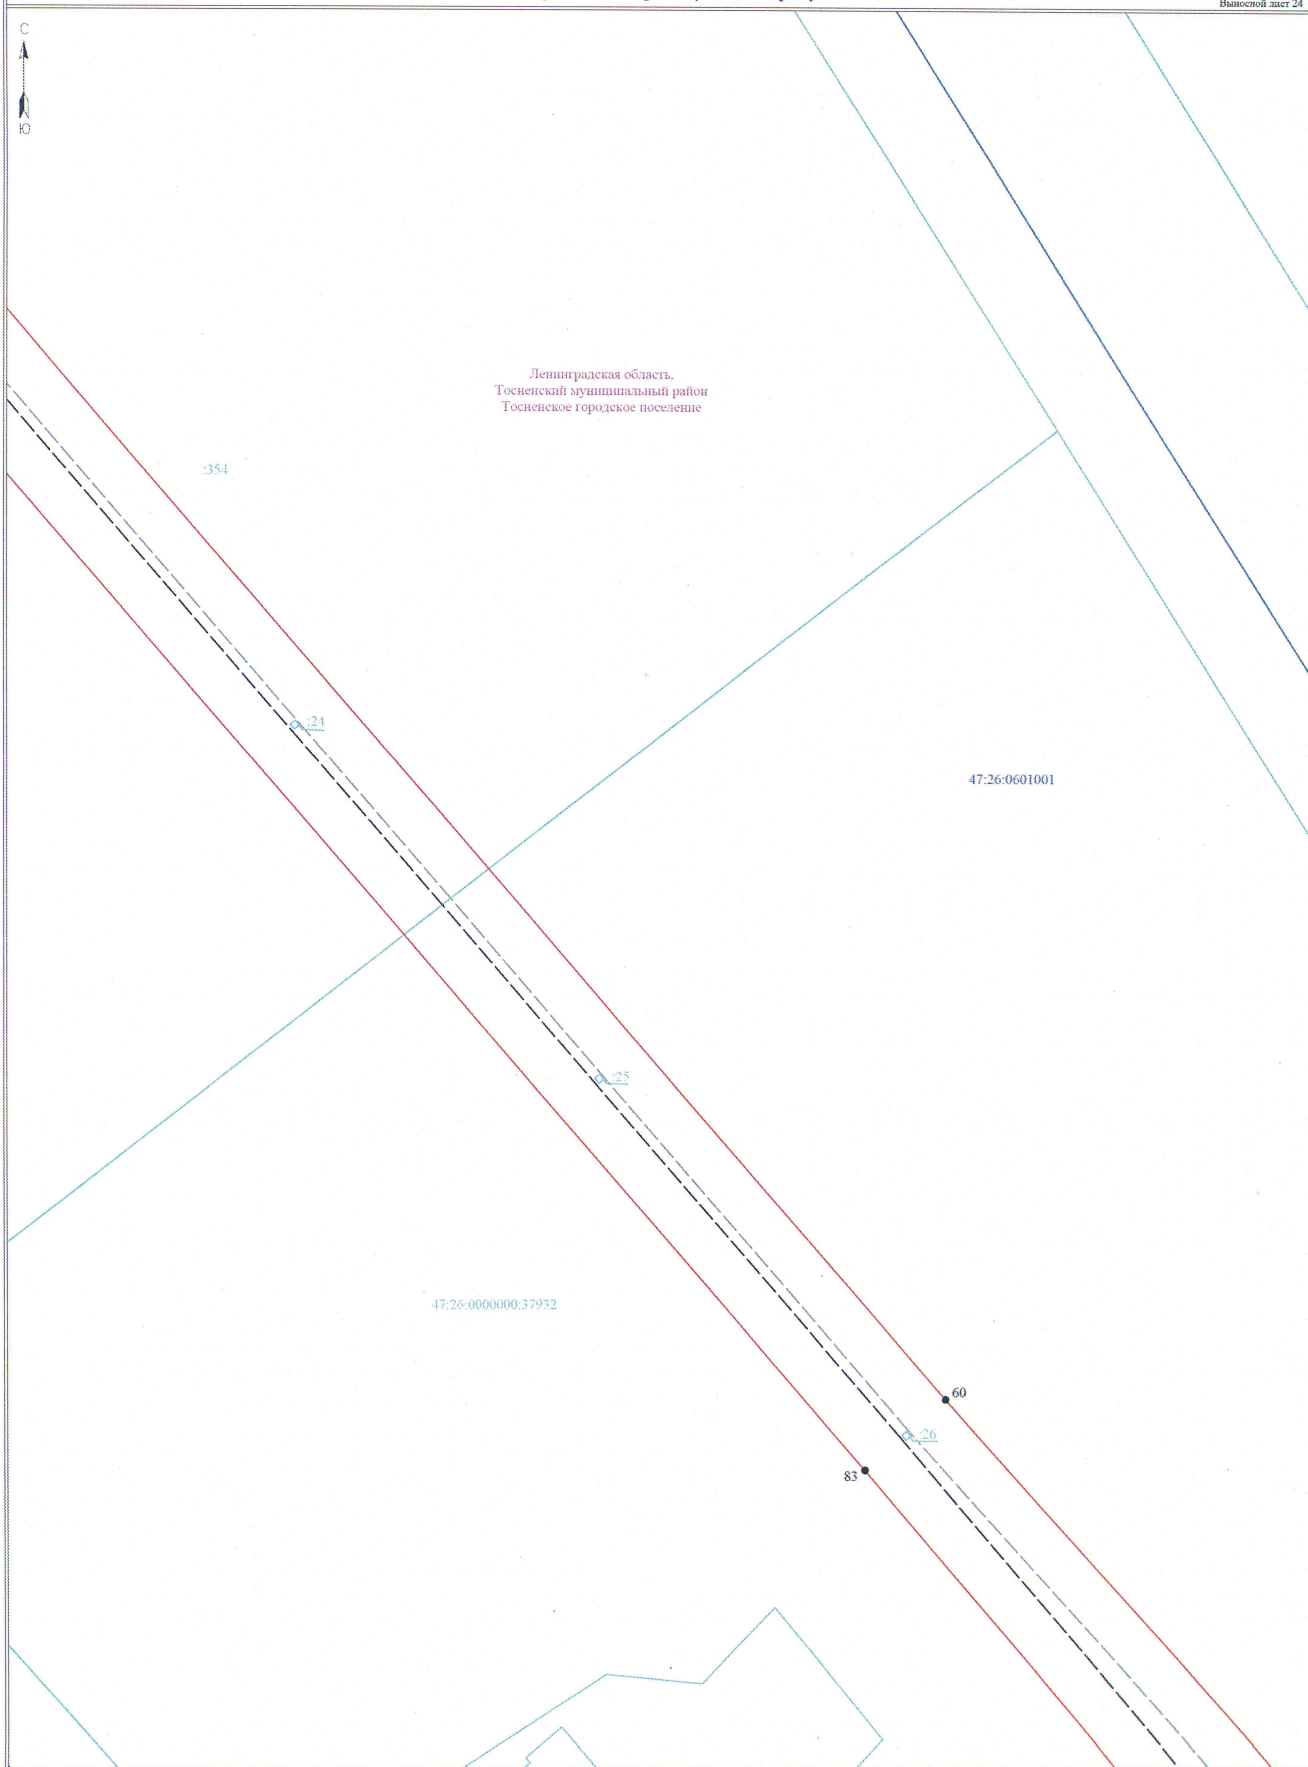 Выносной лист 24
С
Ю
Ленинградская область,
Тосненский муниципальный район
Тосненское городское поселение
:354
:24
47:26:0601001
:25
47:26:0000000:37932
60
:26
83